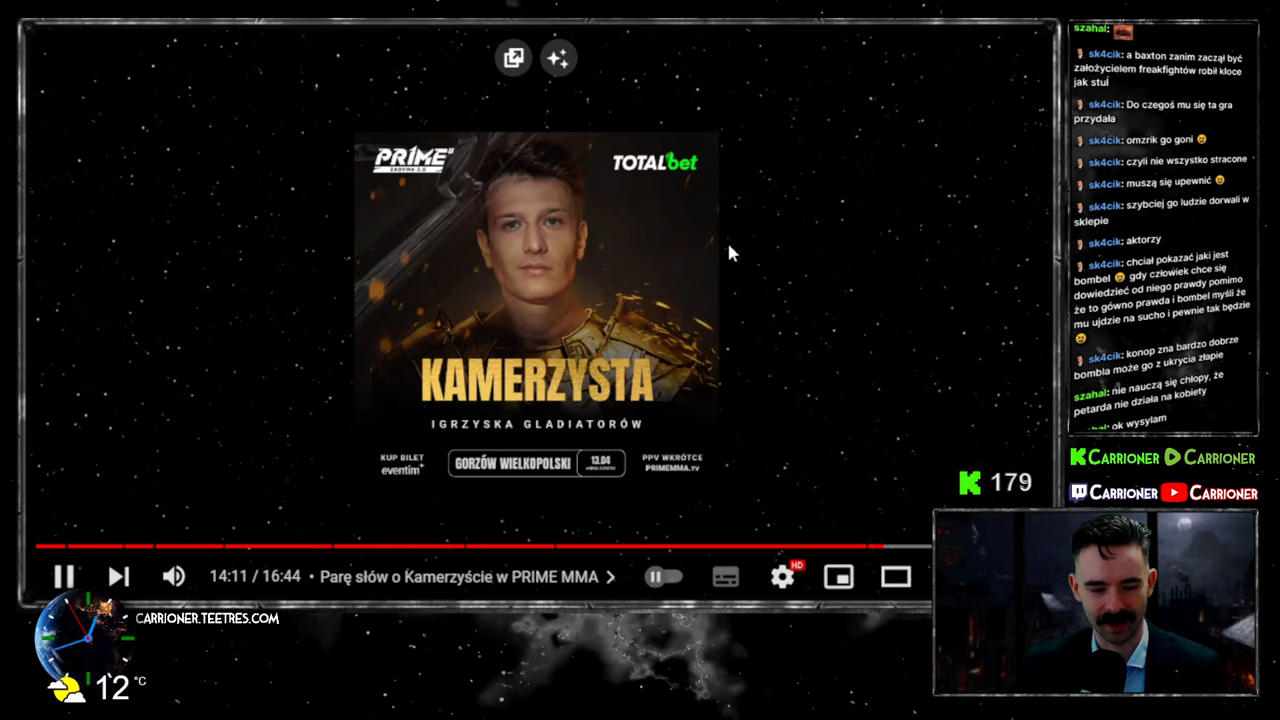 PRIME
ZADYMA 2.0
TOTALbet
KAMERZYSTA
IGRZYSKA GLADIATORÓW
KUP BILET
eventim
GORZÓW WIELKOPOLSKI
13.04
PPV WKRÓTCE
PRIMEMMA.TV
K 179
14:11 / 16:44 • Parę słów o Kamerzyście w PRIME MMA
HD
CARRIONER.TEETRES.COM
12 °C
szahal:
sk4cik: a baxton zanim zaczął być
założycielem freakfightów robił kloce
jak stul
sk4cik: Do czegoś mu się ta gra
przydała
sk4cik: omzrik go goni
sk4cik: czyli nie wszystko stracone
sk4cik: muszą się upewnić
sk4cik: szybciej go ludzie dorwali w
sklepie
sk4cik: aktorzy
sk4cik: chciał pokazać jaki jest
bombel gdy człowiek chce się
dowiedzieć od niego prawdy pomimo
że to gówno prawda i bombel myśli że
mu ujdzie na sucho i pewnie tak będzie
sk4cik: konop zna bardzo dobrze
bombla może go z ukrycia złapie
szahal: nie nauczą się chłopy, że
petarda nie działa na kobiety
szahal: ok wysylam
CARRIONER CARRIONER
CARRIONER CARRIONER